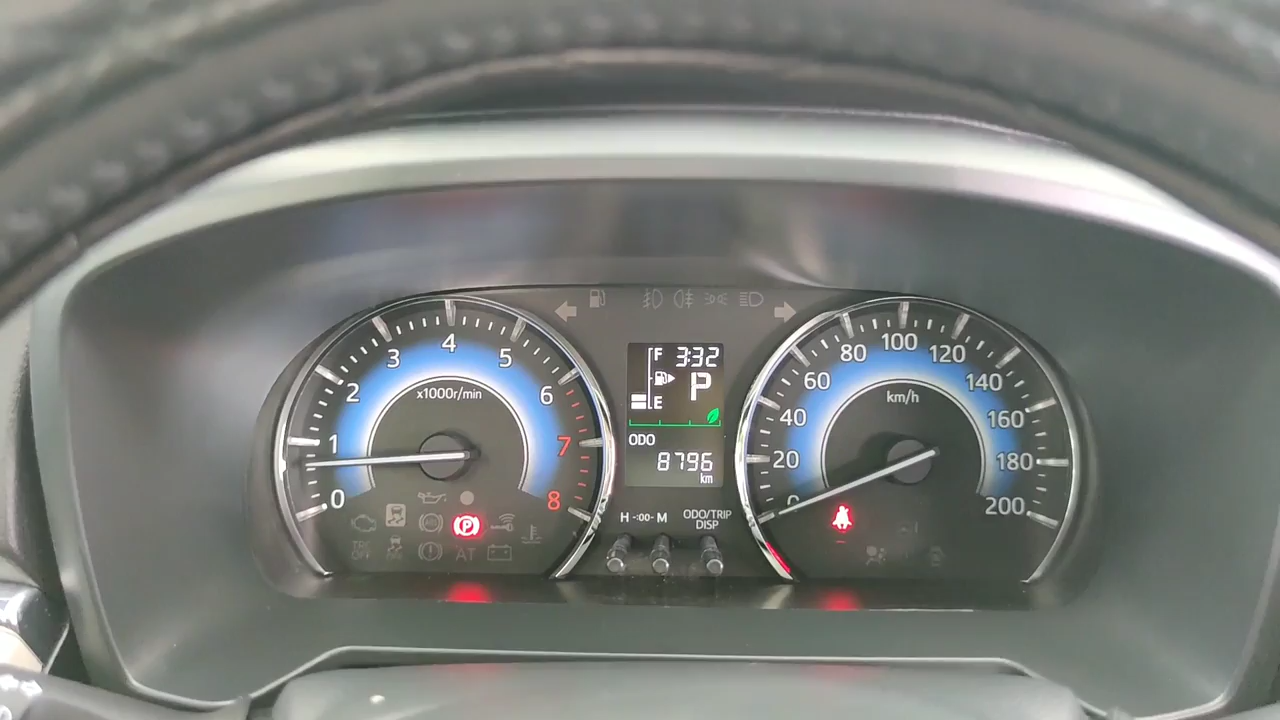 0
1
2
3
4
5
6
7
8
x1000r/min
F 3:32
P
E
ODO
8796
km
H -:00- M
ODO/TRIP
DISP
0
20
40
60
80
100
120
140
160
180
200
km/h
(P)
(ABS)
AT